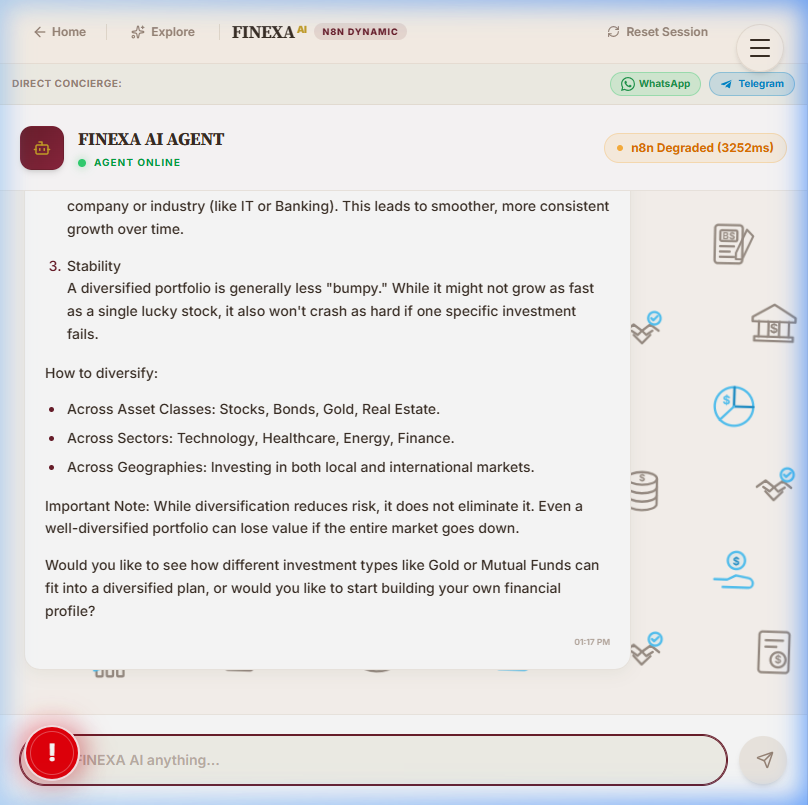 Home
Explore
FINEXA AI
N8N DYNAMIC
Reset Session
DIRECT CONCIERGE:
WhatsApp
Telegram
FINEXA AI AGENT
AGENT ONLINE
n8n Degraded (3252ms)
company or industry (like IT or Banking). This leads to smoother, more consistent
growth over time.
3. Stability
A diversified portfolio is generally less "bumpy." While it might not grow as fast
as a single lucky stock, it also won't crash as hard if one specific investment
fails.
How to diversify:
• Across Asset Classes: Stocks, Bonds, Gold, Real Estate.
• Across Sectors: Technology, Healthcare, Energy, Finance.
• Across Geographies: Investing in both local and international markets.
Important Note: While diversification reduces risk, it does not eliminate it. Even a
well-diversified portfolio can lose value if the entire market goes down.
Would you like to see how different investment types like Gold or Mutual Funds can
fit into a diversified plan, or would you like to start building your own financial
profile?
01:17 PM
! FINEXA AI anything...